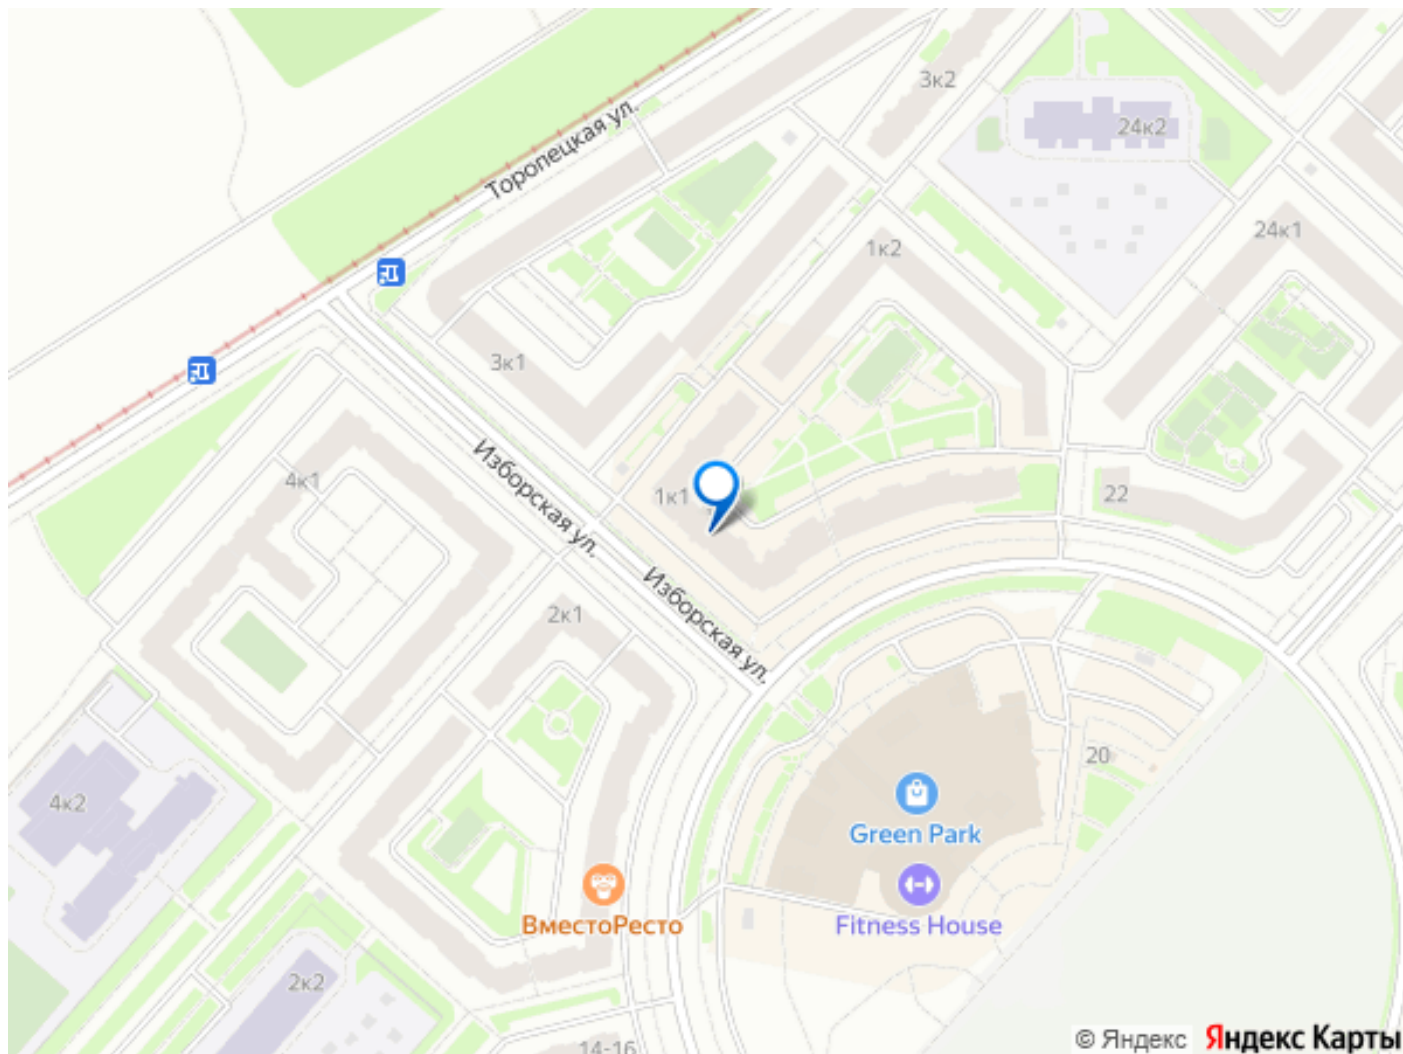 3к2
24к2
Торопецкая ул.
24к1
1к2
3к1
Изборская ул.
4к1
1к1
22
Изборская ул.
2к1
20
4к2
Green Park
ВместоРесто
Fitness House
2к2
14-16
© Яндекс Яндекс Карты